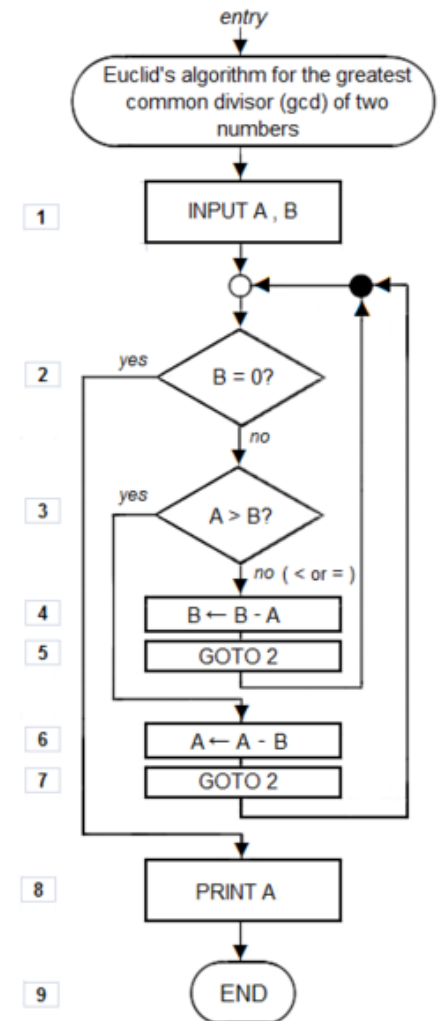 entry
Euclid's algorithm for the greatest
common divisor (gcd) of two
numbers
1
INPUT A , B
yes
2
B = 0?
no
yes
3
A > B?
no ( < or = )
4
B ← B - A
5
GOTO 2
6
A ← A - B
7
GOTO 2
8
PRINT A
9
END